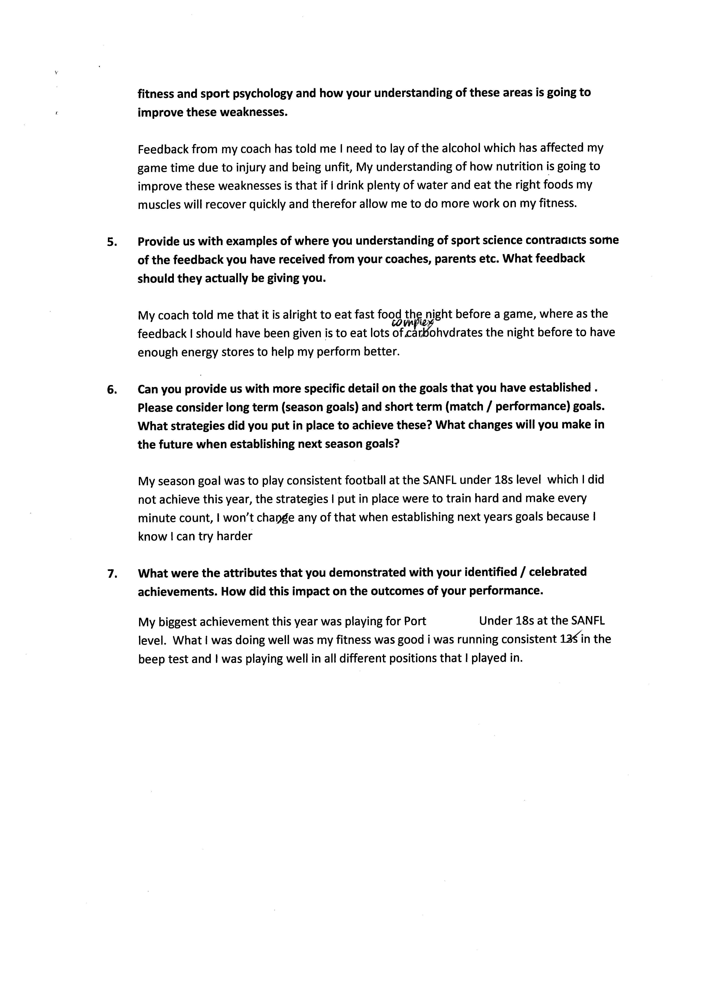 fitness and sport psychology and how your understanding of these areas is going to
improve these weaknesses.
Feedback from my coach has told me I need to lay of the alcohol which has affected my
game time due to injury and being unfit, My understanding of how nutrition is going to
improve these weaknesses is that if I drink plenty of water and eat the right foods my
muscles will recover quickly and therefor allow me to do more work on my fitness.
5. Provide us with examples of where you understanding of sport science contradicts some
of the feedback you have received from your coaches, parents etc. What feedback
should they actually be giving you.
My coach told me that it is alright to eat fast food the night before a game, where as the
complex
feedback I should have been given is to eat lots of carbohydrates the night before to have
enough energy stores to help my perform better.
6. Can you provide us with more specific detail on the goals that you have established .
Please consider long term (season goals) and short term (match / performance) goals.
What strategies did you put in place to achieve these? What changes will you make in
the future when establishing next season goals?
My season goal was to play consistent football at the SANFL under 18s level which I did
not achieve this year, the strategies I put in place were to train hard and make every
minute count, I won't change any of that when establishing next years goals because I
know I can try harder
7. What were the attributes that you demonstrated with your identified / celebrated
achievements. How did this impact on the outcomes of your performance.
My biggest achievement this year was playing for Port Under 18s at the SANFL
level. What I was doing well was my fitness was good i was running consistent 13s in the
beep test and I was playing well in all different positions that I played in.